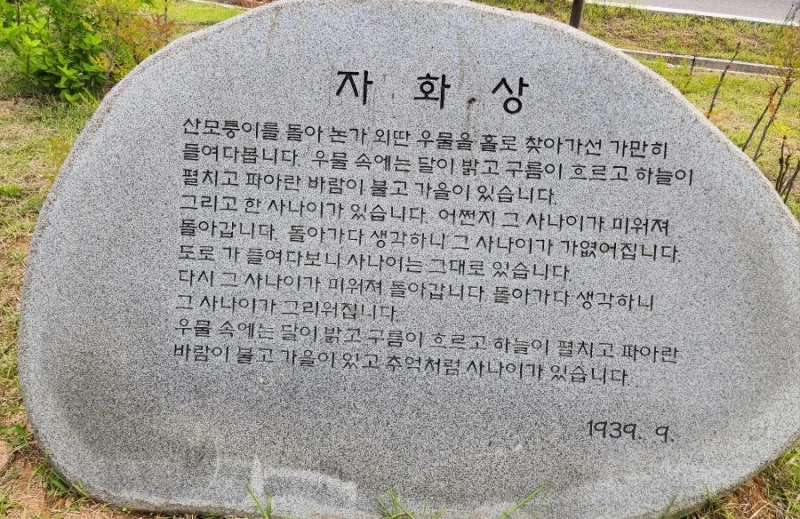 자 화 상
산모퉁이를 돌아 논가 외딴 우물을 홀로 찾아가선 가만히
들여다봅니다. 우물 속에는 달이 밝고 구름이 흐르고 하늘이
펼치고 파아란 바람이 불고 가을이 있습니다.
그리고 한 사나이가 있습니다. 어쩐지 그 사나이가 미워져
돌아갑니다. 돌아가다 생각하니 그 사나이가 가엾어집니다.
도로 가 들여다보니 사나이는 그대로 있습니다.
다시 그 사나이가 미워져 돌아갑니다. 돌아가다 생각하니
그 사나이가 그리워집니다.
우물 속에는 달이 밝고 구름이 흐르고 하늘이 펼치고 파아란
바람이 불고 가을이 있고 추억처럼 사나이가 있습니다.
1939. 9.